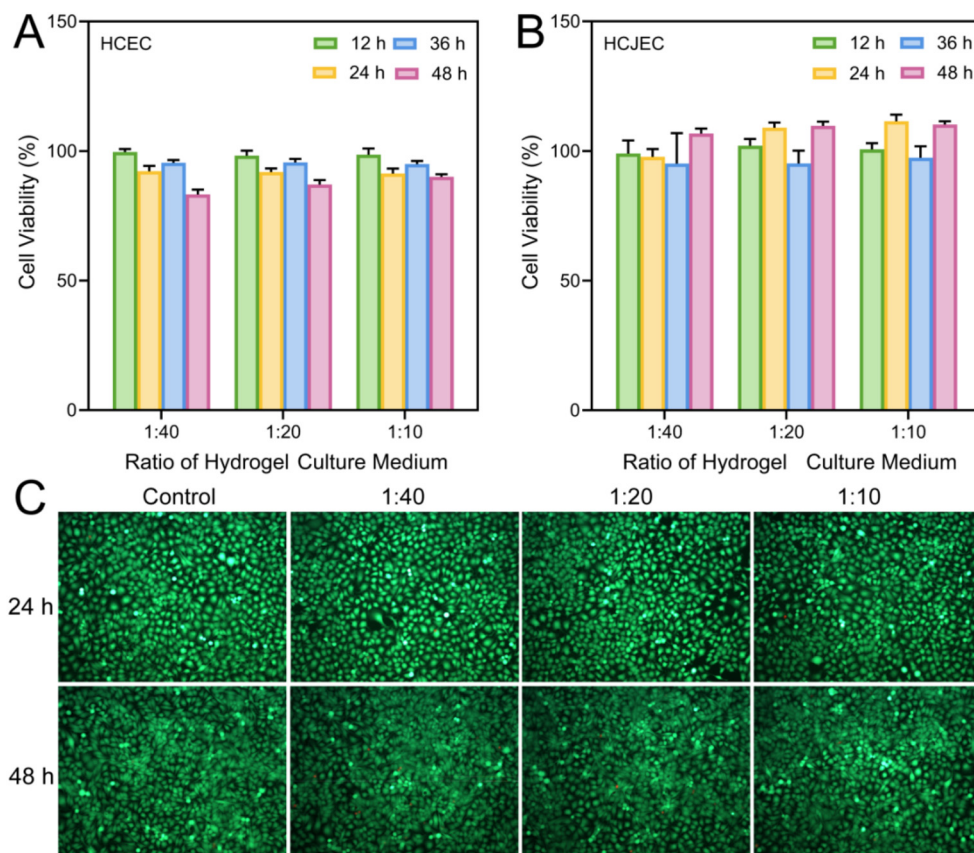 A
HCEC
12 h
36 h
24 h
48 h
150
100
50
0
Cell Viability (%)
1:40
1:20
1:10
Ratio of Hydrogel Culture Medium
B
HCJEC
12 h
36 h
24 h
48 h
150
100
50
0
Cell Viability (%)
1:40
1:20
1:10
Ratio of Hydrogel Culture Medium
C
Control
1:40
1:20
1:10
24 h
48 h